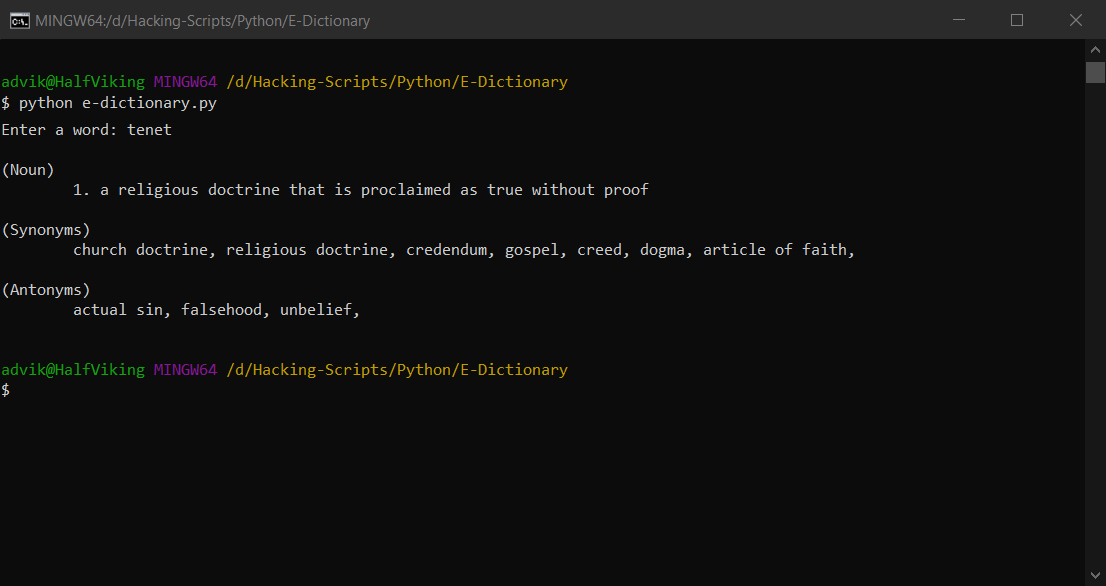 MINGW64:/d/Hacking-Scripts/Python/E-Dictionary
advik@HalfViking MINGW64 /d/Hacking-Scripts/Python/E-Dictionary
$ python e-dictionary.py
Enter a word: tenet
(Noun)
1. a religious doctrine that is proclaimed as true without proof
(Synonyms)
church doctrine, religious doctrine, credendum, gospel, creed, dogma, article of faith,
(Antonyms)
actual sin, falsehood, unbelief,
advik@HalfViking MINGW64 /d/Hacking-Scripts/Python/E-Dictionary
$